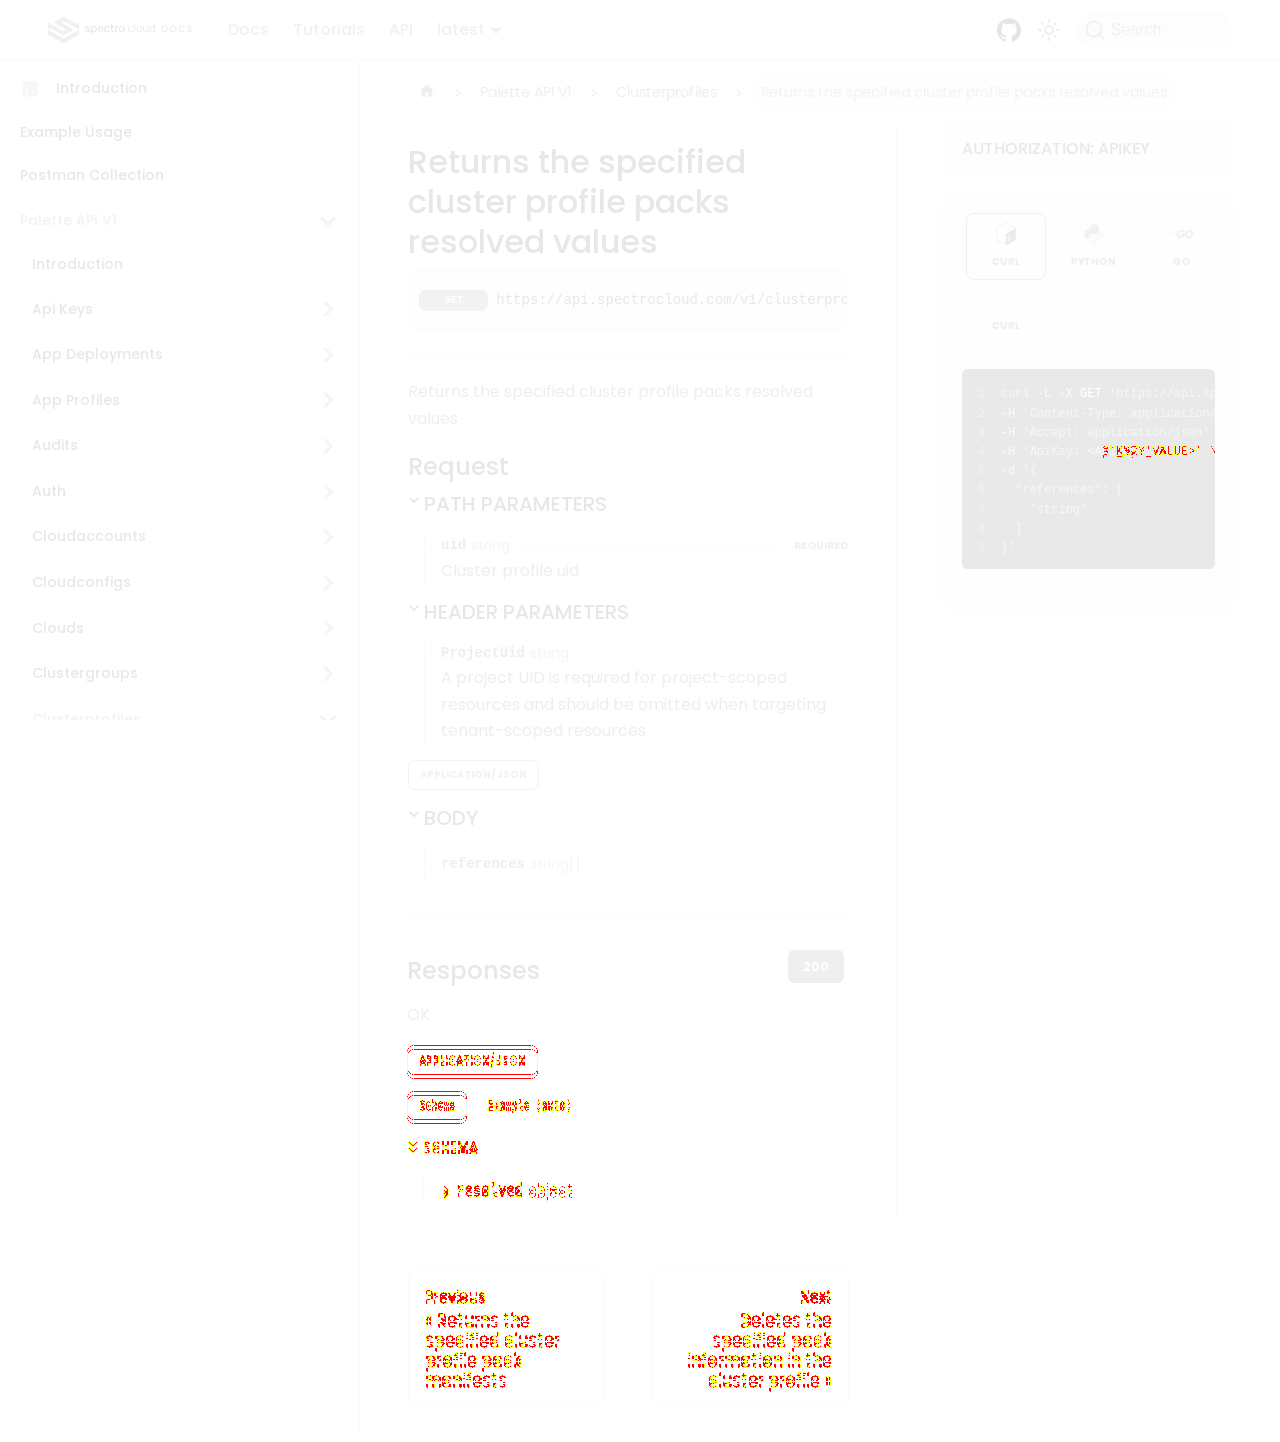 spectro cloud DOCS
Docs Tutorials API latest
Search
Introduction
Example Usage
Postman Collection
Palette API V1
Introduction
Api Keys
App Deployments
App Profiles
Audits
Auth
Cloudaccounts
Cloudconfigs
Clouds
Clustergroups
Clusterprofiles
Palette API V1 > Clusterprofiles > Returns the specified cluster profile packs resolved values
Returns the specified
cluster profile packs
resolved values
GET https://api.spectrocloud.com/v1/clusterpro
Returns the specified cluster profile packs resolved
values
Request
PATH PARAMETERS
uid string REQUIRED
Cluster profile uid
HEADER PARAMETERS
ProjectUid string
A project UID is required for project-scoped
resources and should be omitted when targeting
tenant-scoped resources
APPLICATION/JSON
BODY
references string[]
Responses
200
OK
APPLICATION/JSON
Schema Example (auto)
SCHEMA
resolved object
Previous
« Returns the
specified cluster
profile pack
manifests
Next
Deletes the
specified pack
information in the
cluster profile »
AUTHORIZATION: APIKEY
CURL PYTHON GO
GO
CURL
1 curl -L -X GET 'https://api.sp
2 -H 'Content-Type: application/
3 -H 'Accept: application/json'
4 -H 'ApiKey:
5 -d '{
6 "references": [
7 "string"
8 ]
9 }'